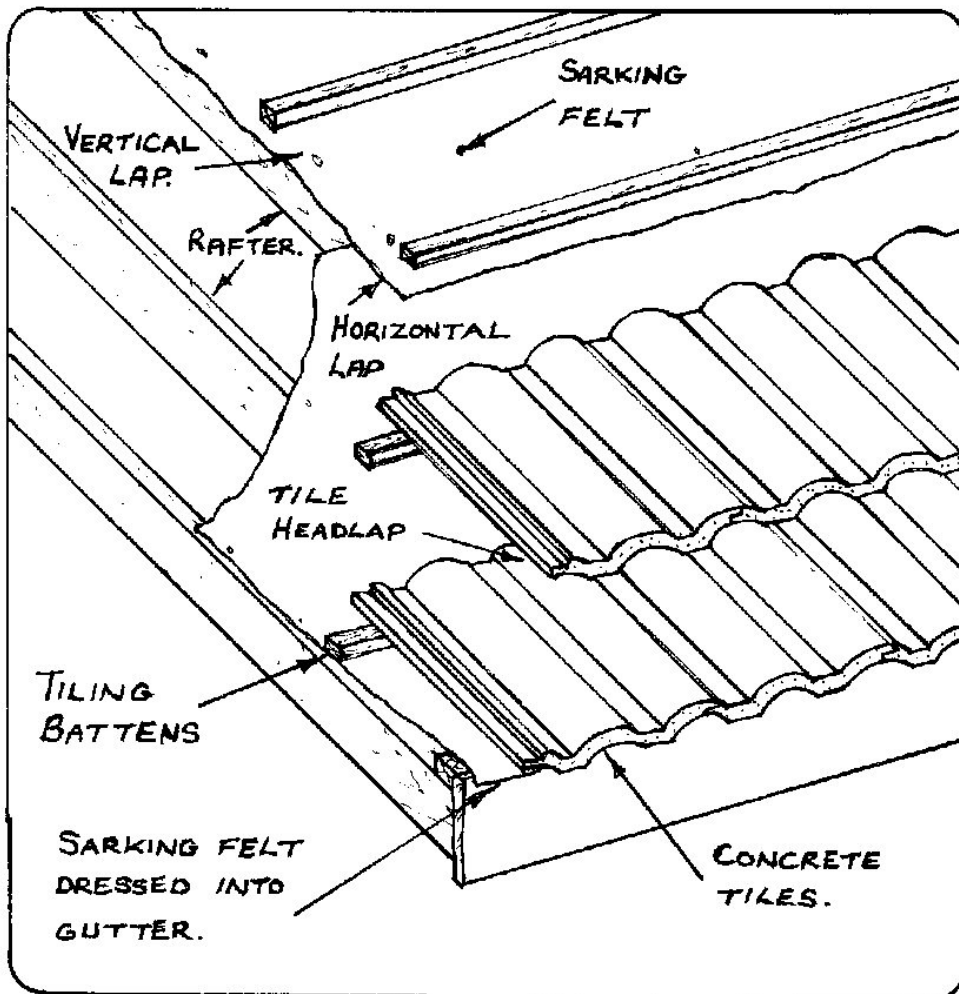 SARKING
FELT
VERTICAL
LAP.
RAFTER.
HORIZONTAL
LAP
TILE
HEADLAP
TILING
BATTENS
SARKING FELT
DRESSED INTO
GUTTER.
CONCRETE
TILES.